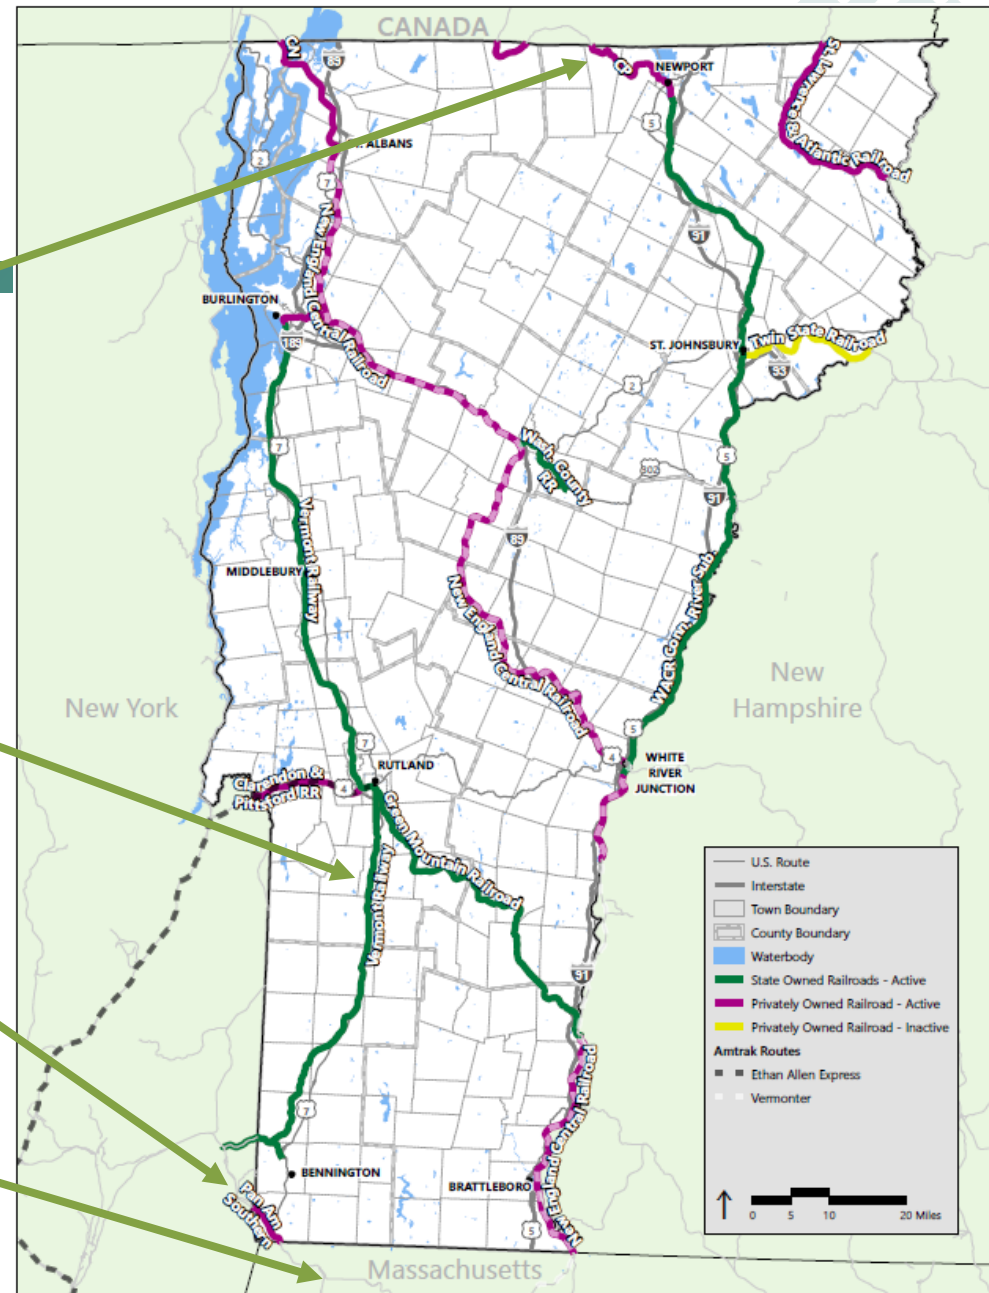 CANADA
CN
89
CP
NEWPORT
St. Lawrence & Atlantic Railroad
5
ALBANS
2
7
New England Central Railroad
91
BURLINGTON
189
ST. JOHNSBURY
Twin State Railroad
93
2
7
Wash. County
RR
302
5
91
Vermont Railway
89
MIDDLEBURY
New England Central Railroad
WACR Conn. River Sub.
New York
New
Hampshire
5
7
WHITE
RIVER
JUNCTION
4
RUTLAND
Clarendon &
Pittsford RR
4
Green Mountain Railroad
Vermont Railway
91
7
New England Central Railroad
BENNINGTON
BRATTLEBORO
Pan Am
Southern
5
Massachusetts
U.S. Route
Interstate
Town Boundary
County Boundary
Waterbody
State Owned Railroads - Active
Privately Owned Railroad - Active
Privately Owned Railroad - Inactive
Amtrak Routes
Ethan Allen Express
Vermonter
0 5 10 20 Miles